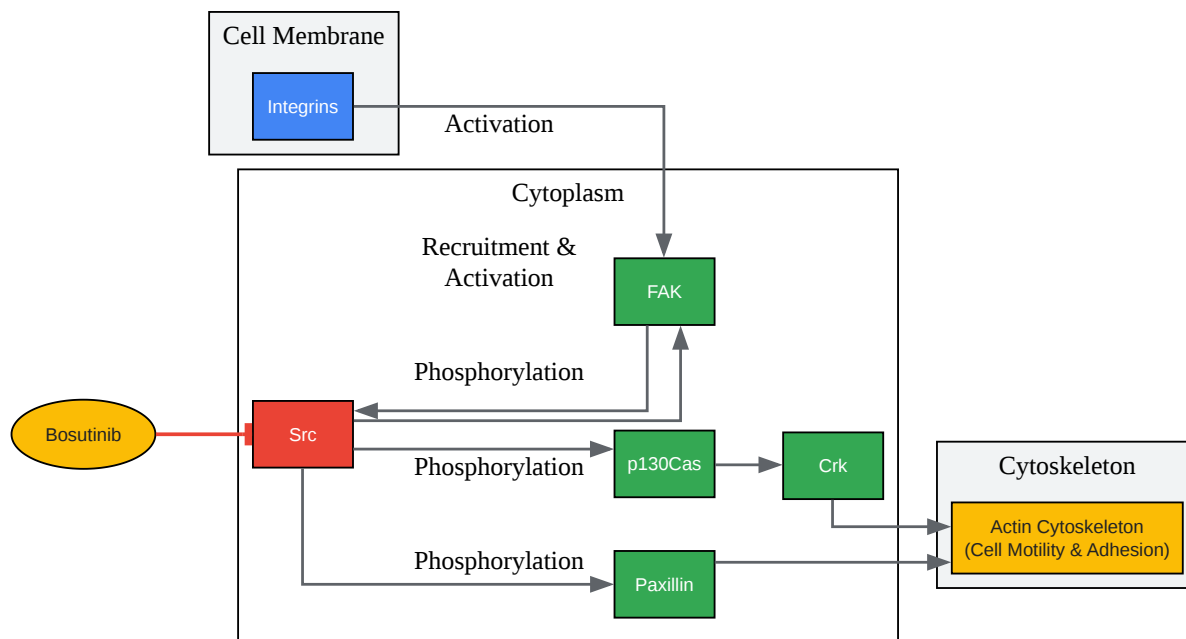 Cell Membrane
Integrins
Activation
Cytoplasm
Recruitment &
Activation
FAK
Phosphorylation
Bosutinib
Src
Phosphorylation
p130Cas
Crk
Cytoskeleton
Actin Cytoskeleton
(Cell Motility & Adhesion)
Phosphorylation
Paxillin